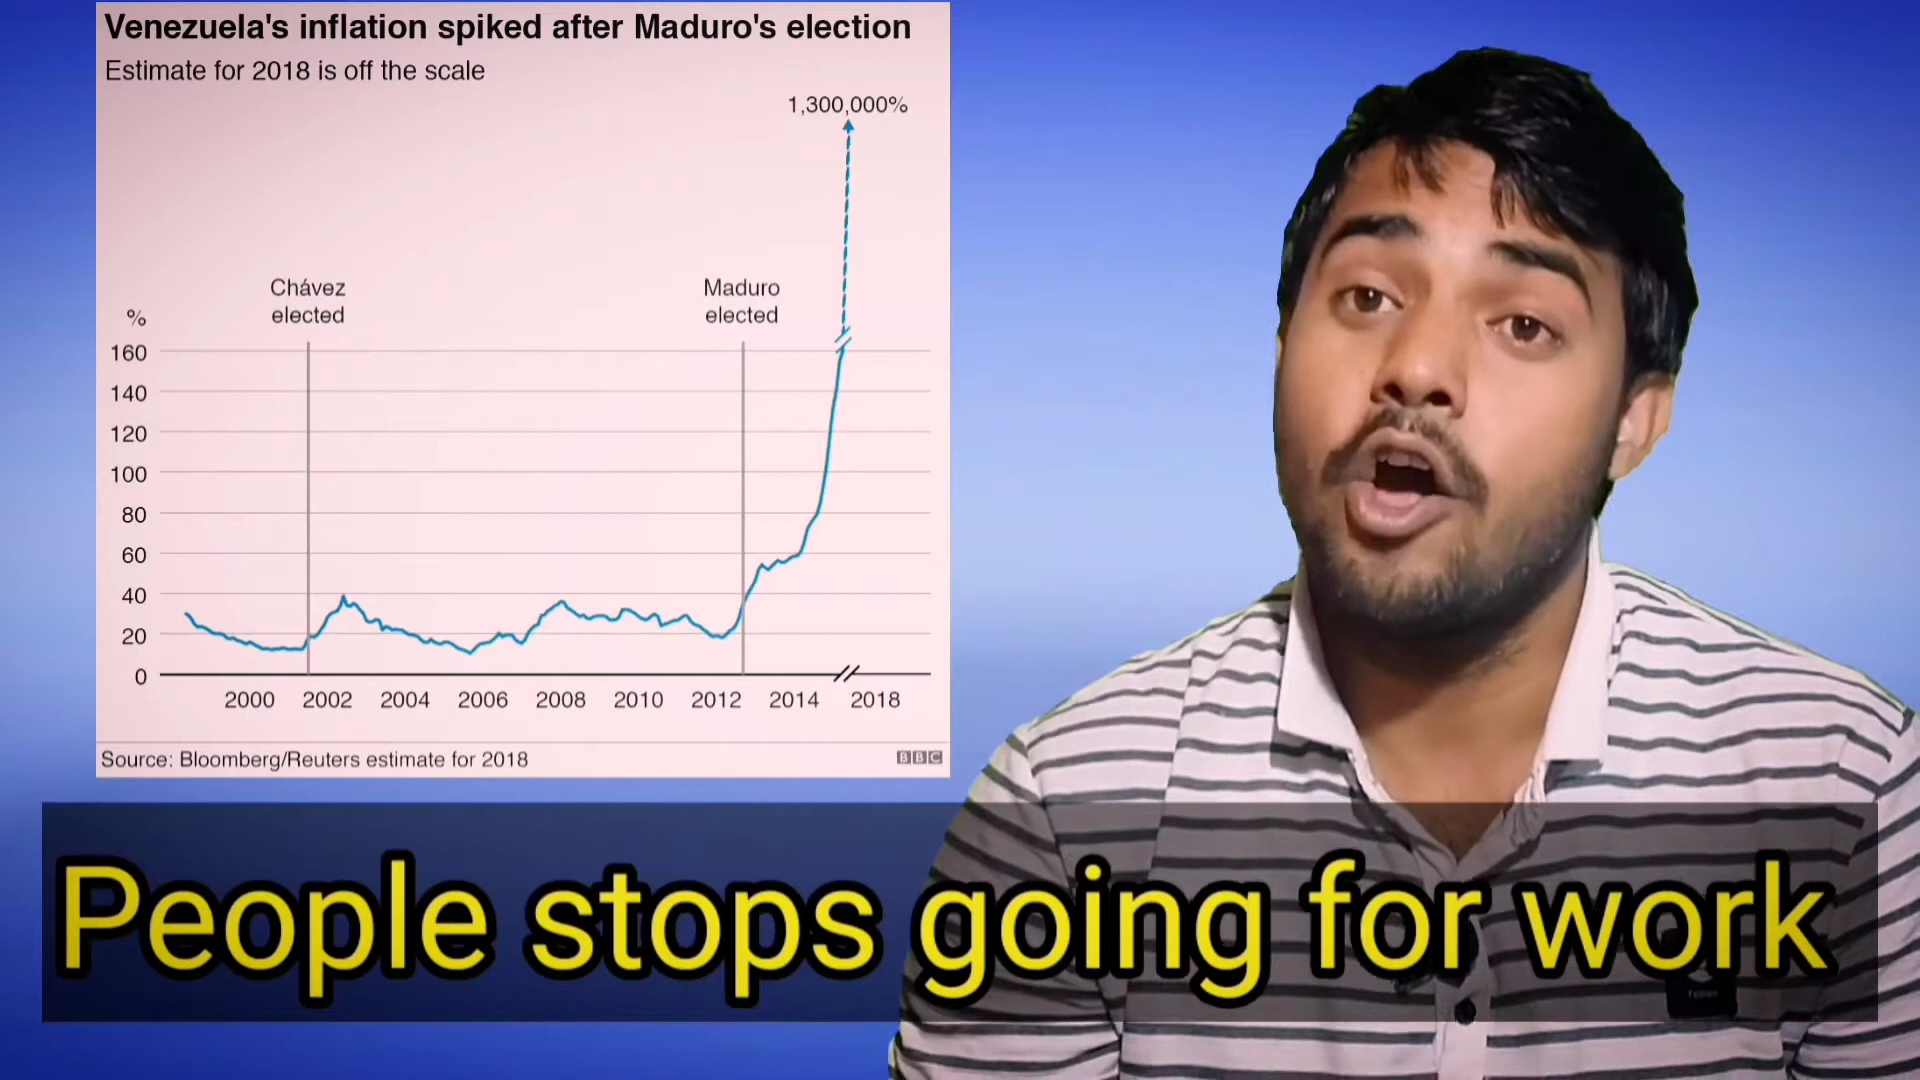 Venezuela's inflation spiked after Maduro's election
Estimate for 2018 is off the scale
1,300,000%
Chávez
elected
Maduro
elected
%
160
140
120
100
80
60
40
20
0
2000 2002 2004 2006 2008 2010 2012 2014 2018
Source: Bloomberg/Reuters estimate for 2018
BBC
People stops going for work